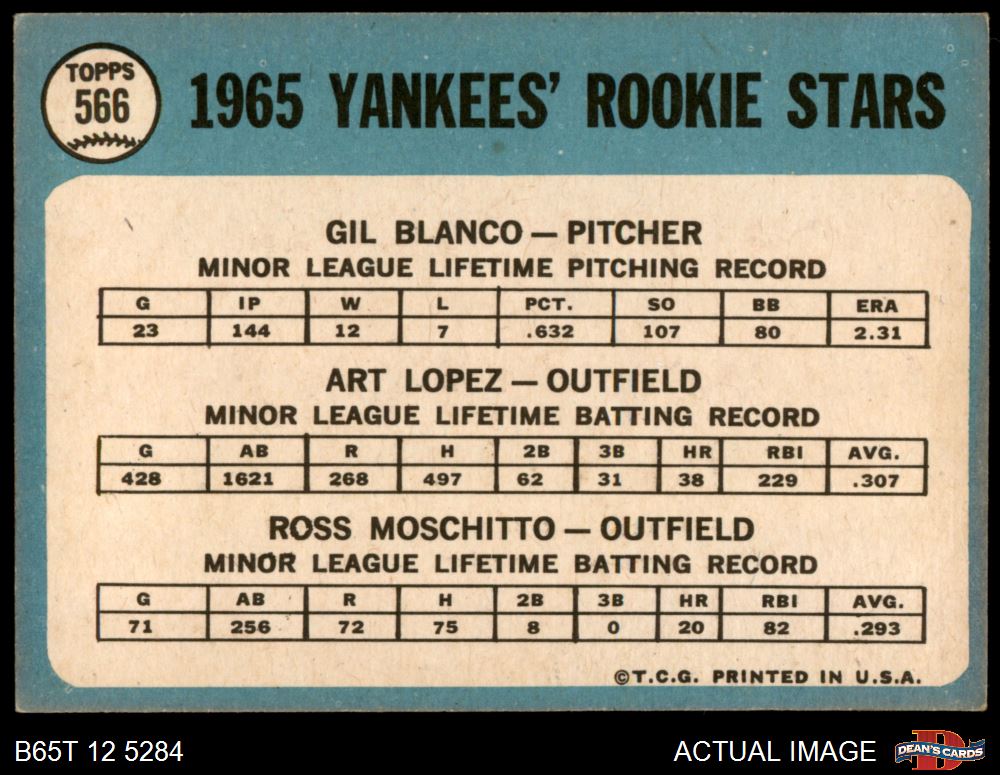 TOPPS
566
1965 YANKEES' ROOKIE STARS
GIL BLANCO — PITCHER
MINOR LEAGUE LIFETIME PITCHING RECORD
G IP W L PCT. SO BB ERA
23 144 12 7 .632 107 80 2.31
ART LOPEZ — OUTFIELD
MINOR LEAGUE LIFETIME BATTING RECORD
G AB R H 2B 3B HR RBI AVG.
428 1621 268 497 62 31 38 229 .307
ROSS MOSCHITTO — OUTFIELD
MINOR LEAGUE LIFETIME BATTING RECORD
G AB R H 2B 3B HR RBI AVG.
71 256 72 75 8 0 20 82 .293
©T.C.G. PRINTED IN U.S.A.
B65T 12 5284 ACTUAL IMAGE DEAN'S CARDS